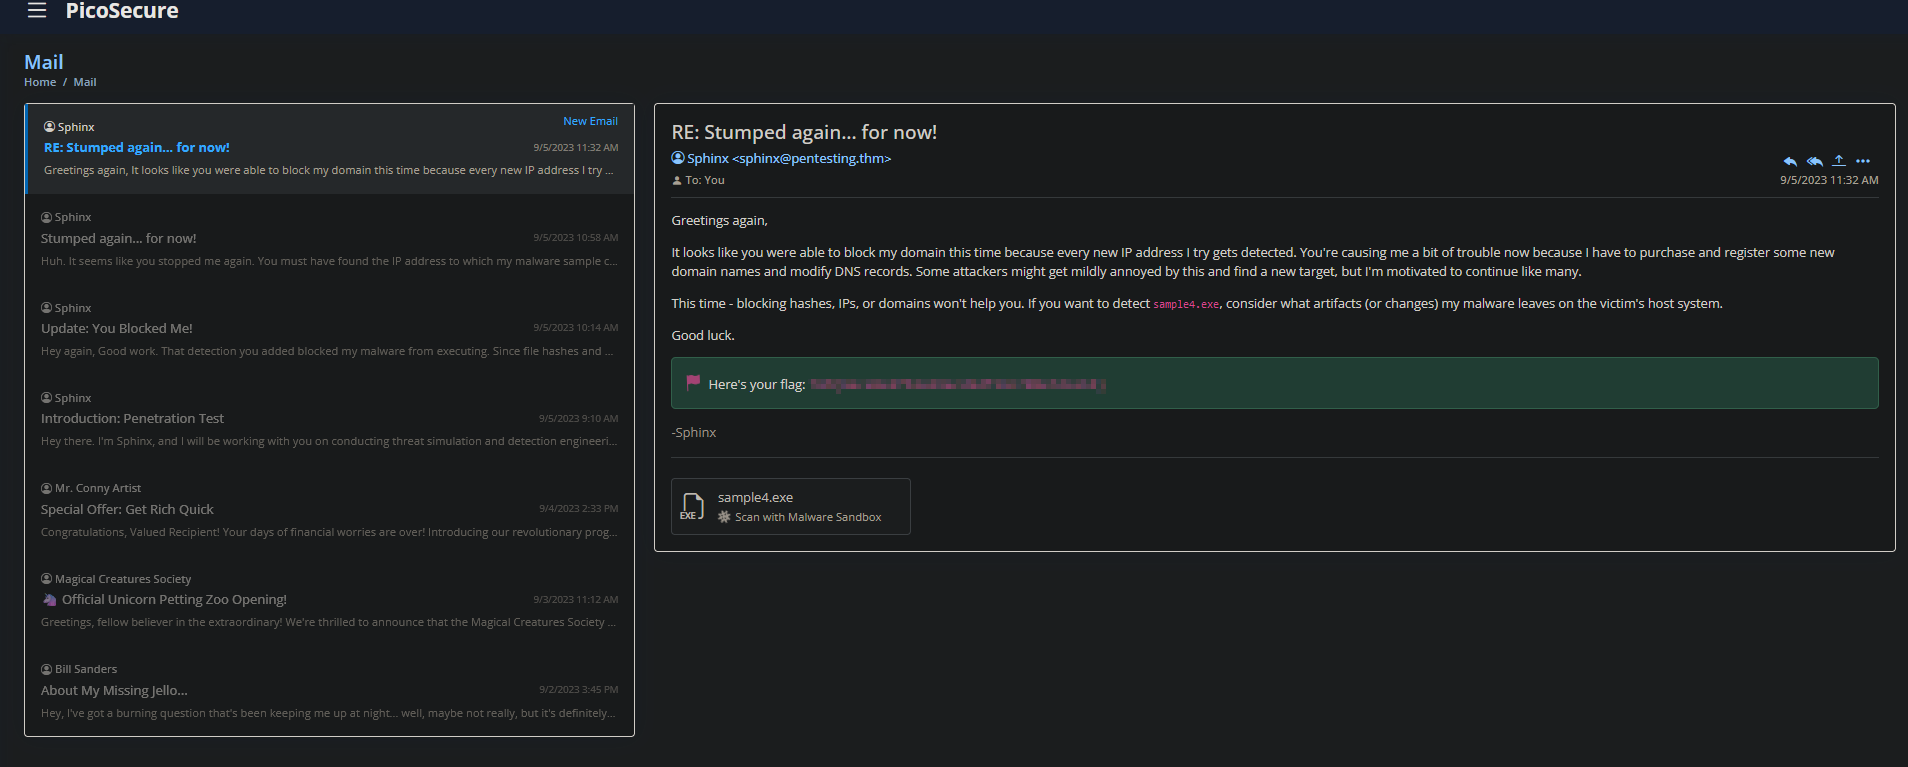 PicoSecure
Mail
Home / Mail
Sphinx
New Email
RE: Stumped again... for now!
9/5/2023 11:32 AM
Greetings again, It looks like you were able to block my domain this time because every new IP address I try ...
Sphinx
Stumped again... for now!
9/5/2023 10:58 AM
Huh. It seems like you stopped me again. You must have found the IP address to which my malware sample c...
Sphinx
Update: You Blocked Me!
9/5/2023 10:14 AM
Hey again, Good work. That detection you added blocked my malware from executing. Since file hashes and ...
Sphinx
Introduction: Penetration Test
9/5/2023 9:10 AM
Hey there. I'm Sphinx, and I will be working with you on conducting threat simulation and detection engineeri...
Mr. Conny Artist
Special Offer: Get Rich Quick
9/4/2023 2:33 PM
Congratulations, Valued Recipient! Your days of financial worries are over! Introducing our revolutionary prog...
Magical Creatures Society
🦄 Official Unicorn Petting Zoo Opening!
9/3/2023 11:12 AM
Greetings, fellow believer in the extraordinary! We're thrilled to announce that the Magical Creatures Society ...
Bill Sanders
About My Missing Jello...
9/2/2023 3:45 PM
Hey, I've got a burning question that's been keeping me up at night... well, maybe not really, but it's definitely...
RE: Stumped again... for now!
Sphinx <sphinx@pentesting.thm>
To: You
9/5/2023 11:32 AM
Greetings again,
It looks like you were able to block my domain this time because every new IP address I try gets detected. You're causing me a bit of trouble now because I have to purchase and register some new
domain names and modify DNS records. Some attackers might get mildly annoyed by this and find a new target, but I'm motivated to continue like many.
This time - blocking hashes, IPs, or domains won't help you. If you want to detect sample4.exe, consider what artifacts (or changes) my malware leaves on the victim's host system.
Good luck.
Here's your flag:
-Sphinx
EXE
sample4.exe
Scan with Malware Sandbox